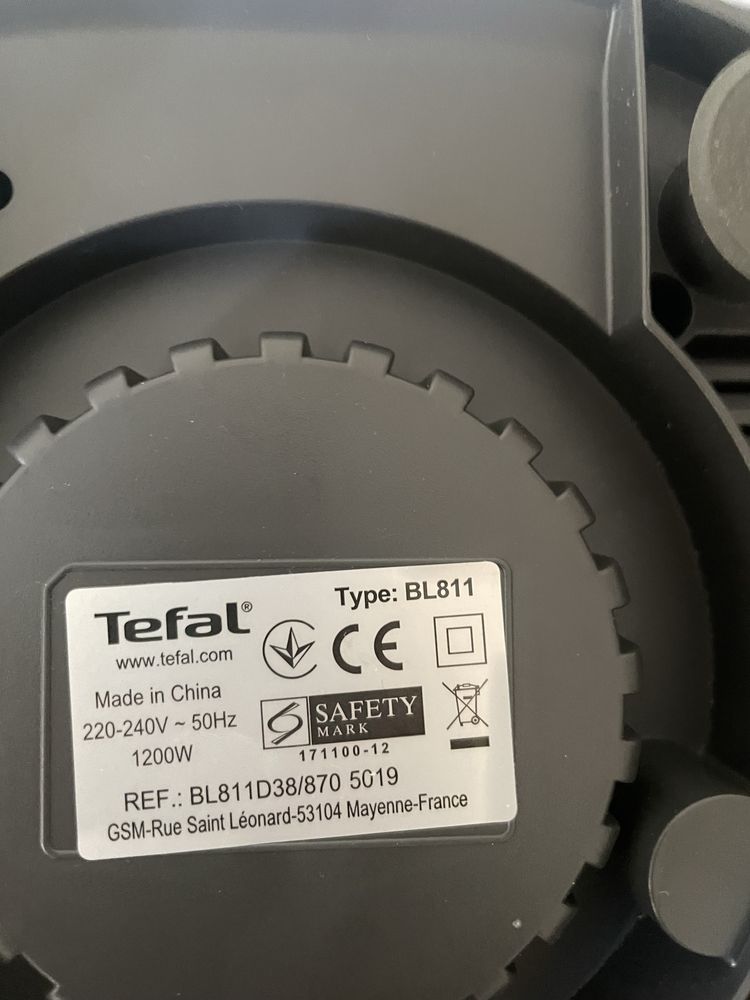 Tefal®
www.tefal.com
Type: BL811
CE
Made in China
220-240V ~ 50Hz
1200W
SAFETY
MARK
171100-12
REF.: BL811D38/870 5019
GSM-Rue Saint Léonard-53104 Mayenne-France